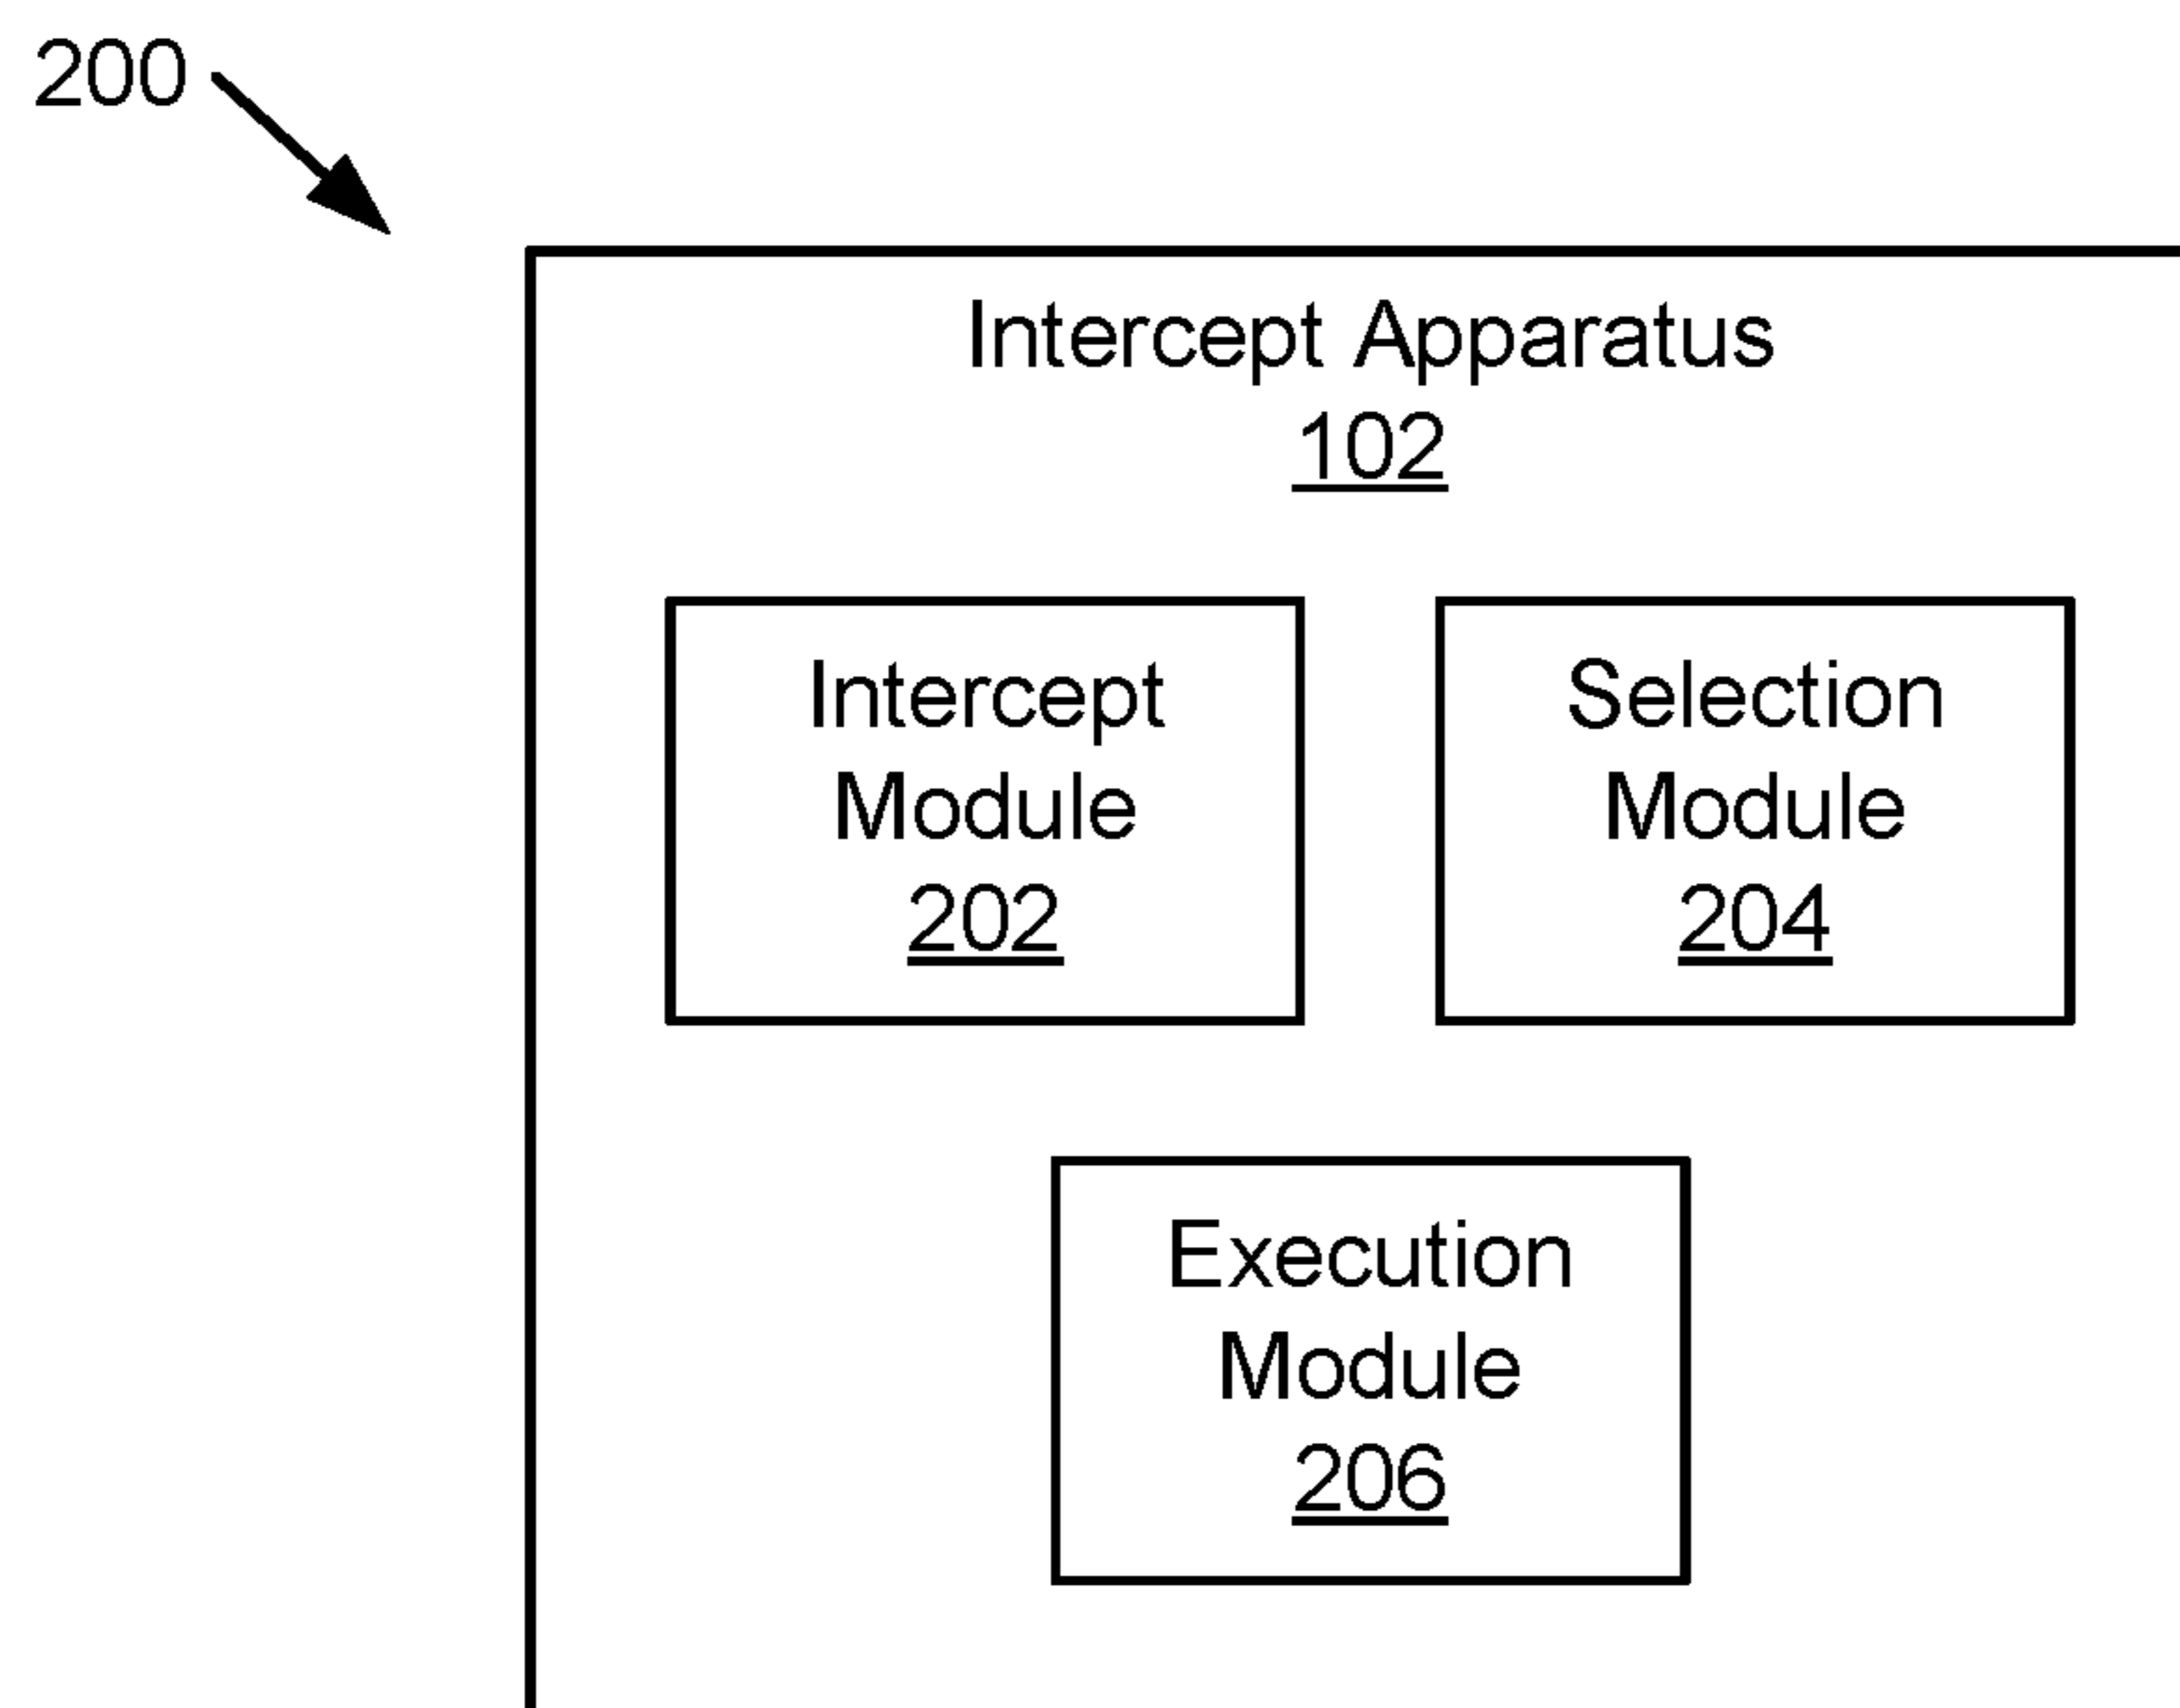 200
Intercept Apparatus
102
Intercept
Module
202
Selection
Module
204
Execution
Module
206